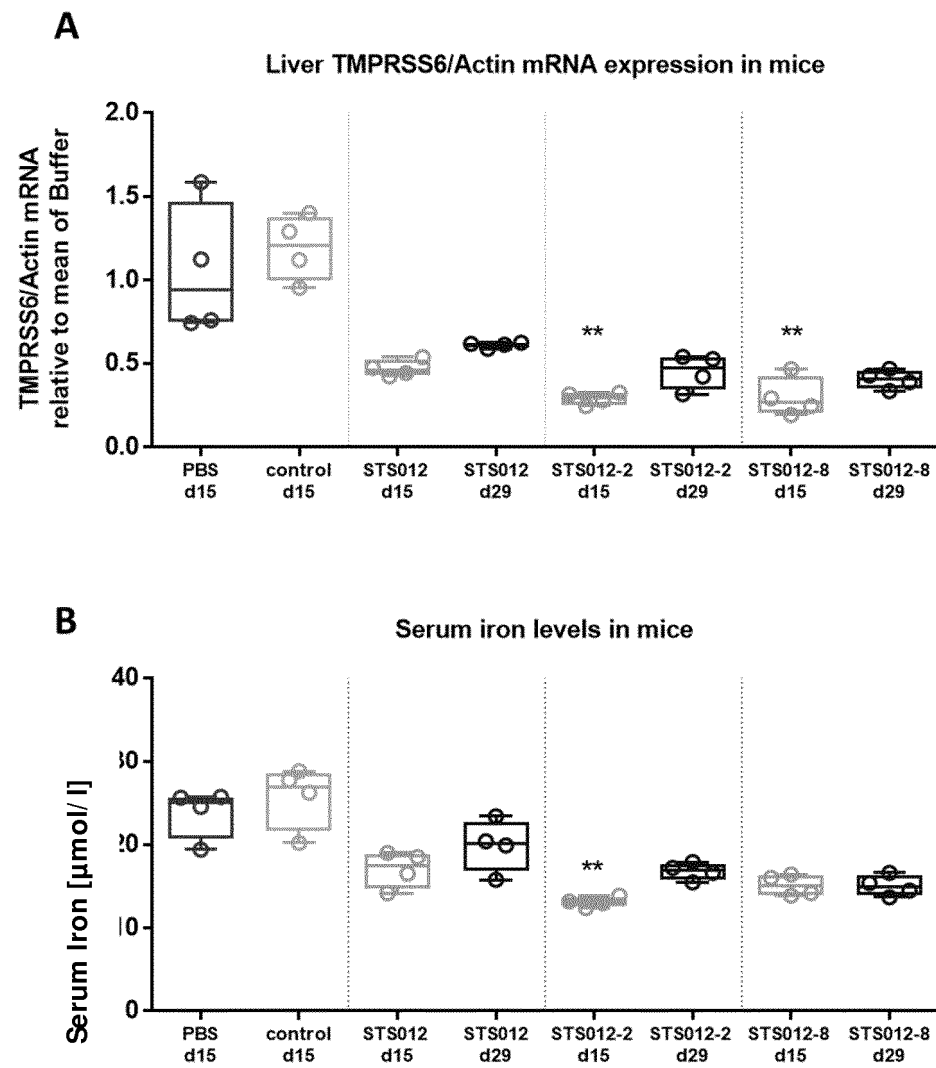 A
Liver TMPRSS6/Actin mRNA expression in mice
TMPRSS6/Actin mRNA
relative to mean of Buffer
2.0
1.5
1.0
0.5
0.0
** **
PBS control STS012 STS012 STS012-2 STS012-2 STS012-8 STS012-8
d15 d15 d15 d29 d15 d29 d15 d29
B
Serum iron levels in mice
Serum Iron [µmol/ l]
40
30
20
10
0
**
PBS control STS012 STS012 STS012-2 STS012-2 STS012-8 STS012-8
d15 d15 d15 d29 d15 d29 d15 d29